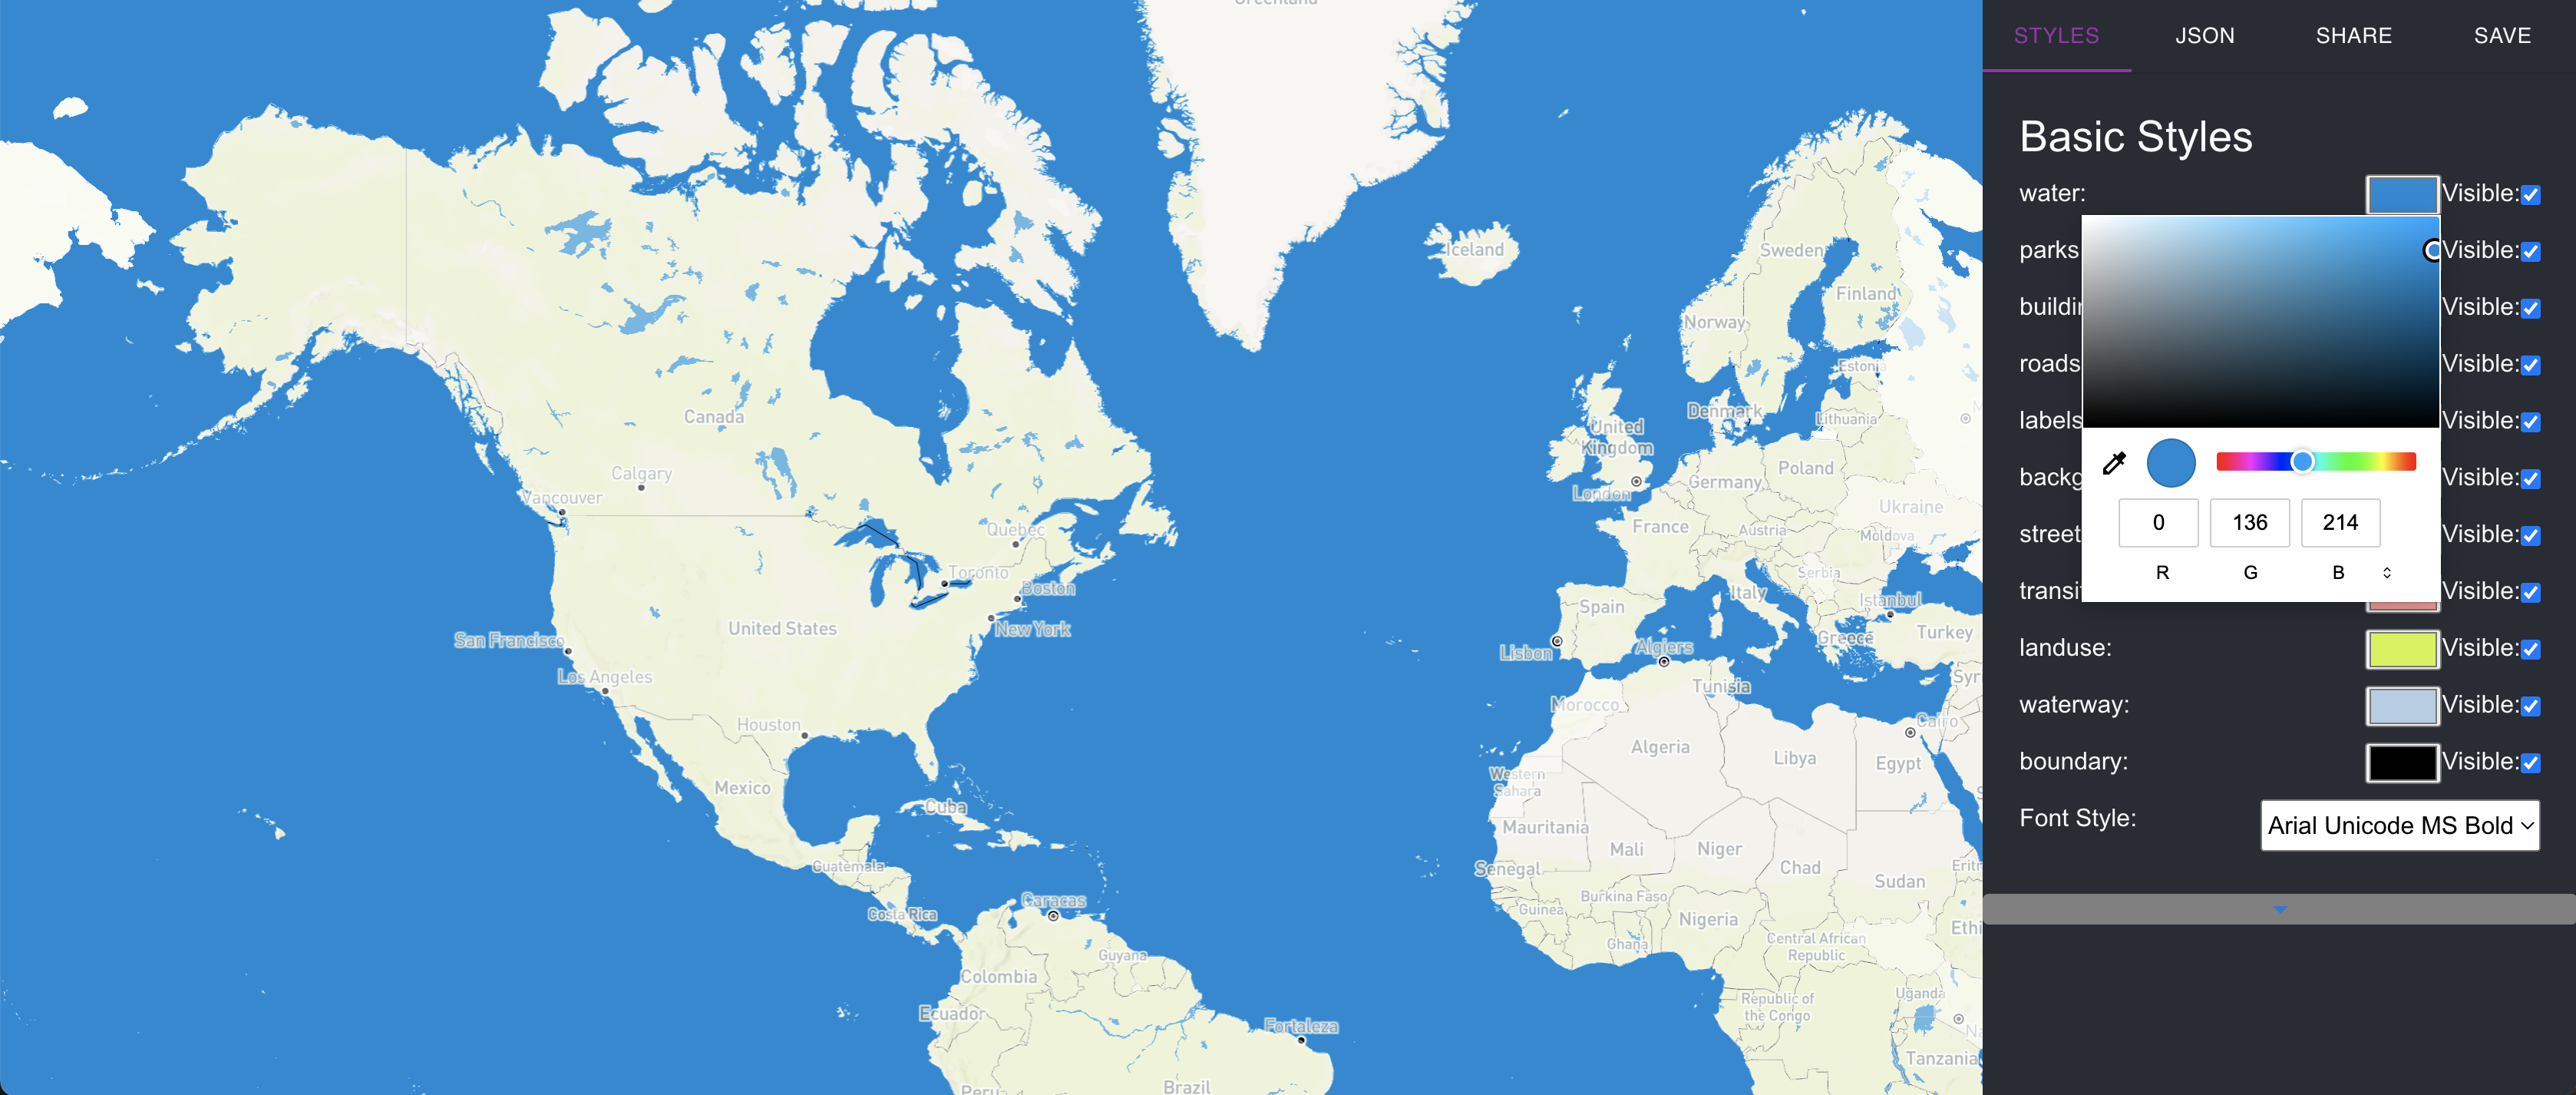 Greenland
Iceland
Sweden
Finland
Norway
Estonia
Denmark
Lithuania
United
Kingdom
Canada
Calgary
Vancouver
Poland
Germany
London
Ukraine
France
Austria
Moldova
Quebec
Toronto
Boston
Serbia
Italy
Istanbul
Spain
United States
New York
San Francisco
Greece
Turkey
Lisbon
Algiers
Los Angeles
Tunisia
Syr
Morocco
Houston
Cairo
Algeria
Libya
Egypt
Western
Sahara
Mexico
Cuba
Mauritania
Mali
Niger
Guatemala
Senegal
Chad
Eritr
Sudan
Burkina Faso
Caracas
Costa Rica
Guinea
Nigeria
Ethi
Ghana
Central African
Republic
Guyana
Colombia
Uganda
Republic of
the Congo
Ecuador
Fortaleza
Na
Tanzania
Brazil
Peru
STYLES JSON SHARE SAVE
Basic Styles
water: Visible:
parks Visible:
buildin Visible:
roads Visible:
labels Visible:
backg Visible:
street Visible:
0 136 214
R G B
transi Visible:
landuse: Visible:
waterway: Visible:
boundary: Visible:
Font Style: Arial Unicode MS Bold